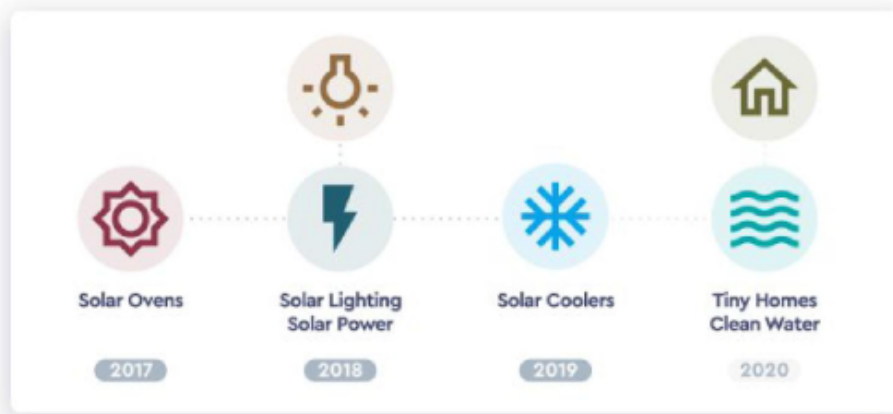 Solar Ovens
2017
Solar Lighting
Solar Power
2018
Solar Coolers
2019
Tiny Homes
Clean Water
2020